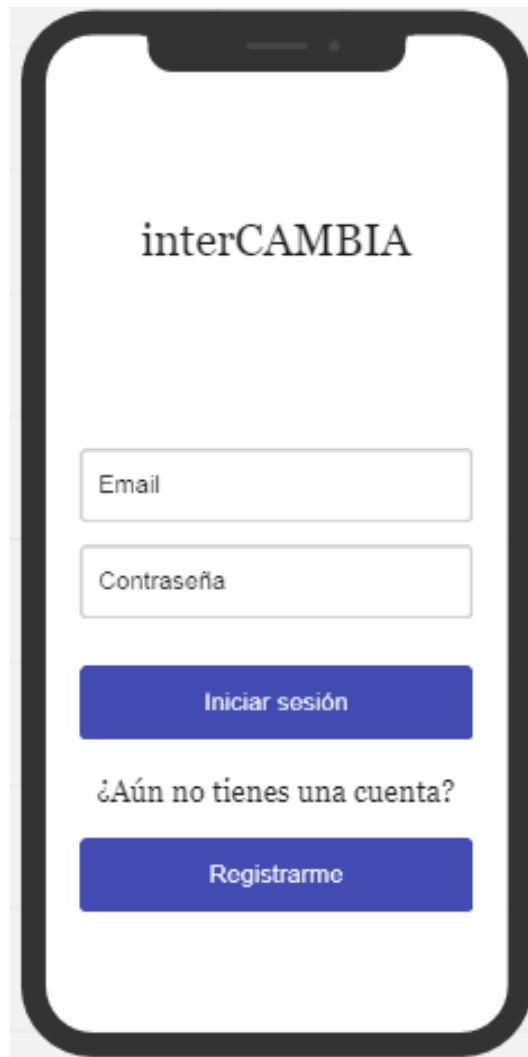 interCAMBIA
Email
Contraseña
Iniciar sesión
¿Aún no tienes una cuenta?
Registrarme